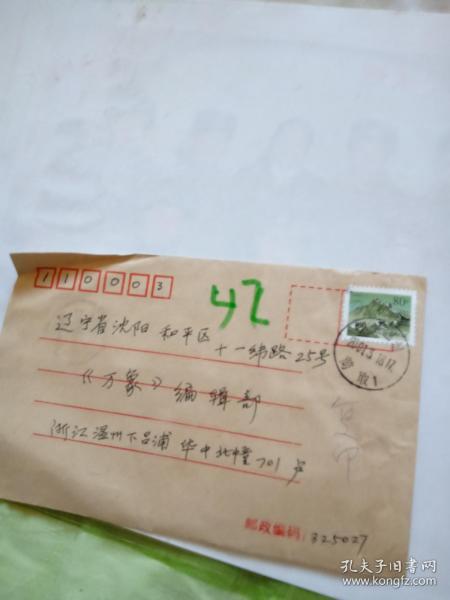 110003
42
80
辽宁省沈阳 和平区
十一纬路25号
《万象》编辑部
浙江温州下吕浦 华中北幢701户
邮政编码：325027
孔夫子旧书网
www.kongfz.com